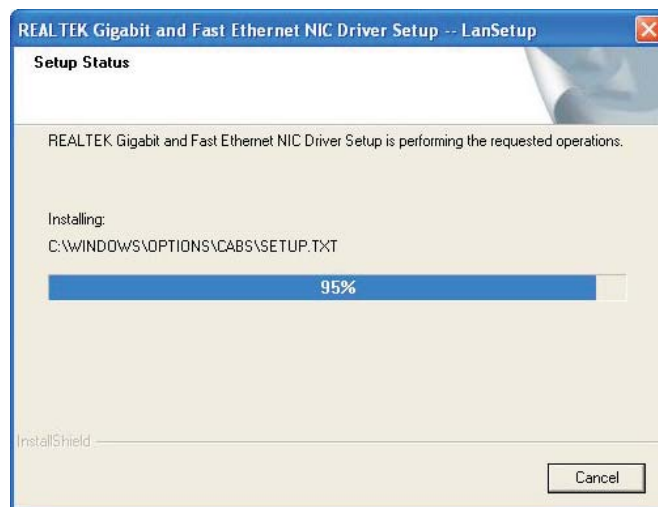 REALTEK Gigabit and Fast Ethernet NIC Driver Setup -- LanSetup
Setup Status
REALTEK Gigabit and Fast Ethernet NIC Driver Setup is performing the requested operations.
Installing:
C:\WINDOWS\OPTIONS\CABS\SETUP.TXT
95%
InstallShield
Cancel